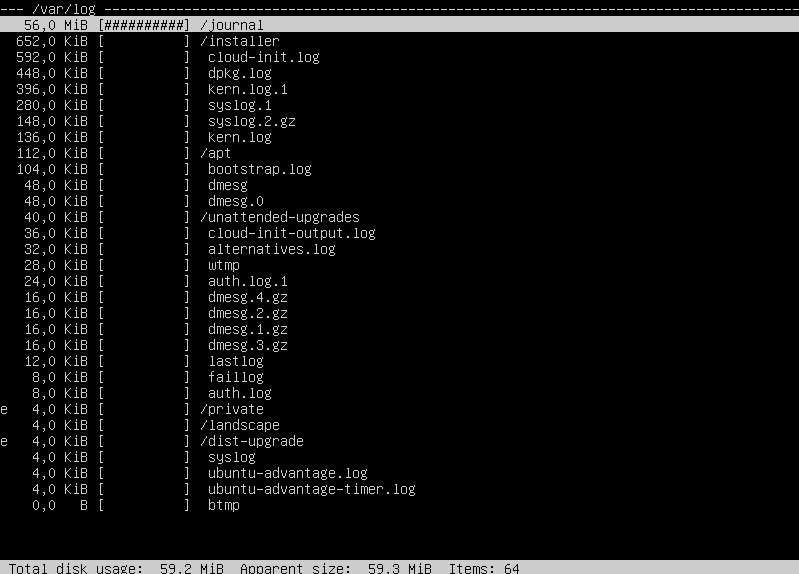 --- /var/log ---------------------------------------------------------------------------------------
   56,0 MiB [##########] /journal
  652,0 KiB [          ] /installer
  592,0 KiB [          ]  cloud-init.log
  448,0 KiB [          ]  dpkg.log
  396,0 KiB [          ]  kern.log.1
  280,0 KiB [          ]  syslog.1
  148,0 KiB [          ]  syslog.2.gz
  136,0 KiB [          ]  kern.log
  112,0 KiB [          ] /apt
  104,0 KiB [          ]  bootstrap.log
   48,0 KiB [          ]  dmesg
   48,0 KiB [          ]  dmesg.0
   40,0 KiB [          ] /unattended-upgrades
   36,0 KiB [          ]  cloud-init-output.log
   32,0 KiB [          ]  alternatives.log
   28,0 KiB [          ]  wtmp
   24,0 KiB [          ]  auth.log.1
   16,0 KiB [          ]  dmesg.4.gz
   16,0 KiB [          ]  dmesg.2.gz
   16,0 KiB [          ]  dmesg.1.gz
   16,0 KiB [          ]  dmesg.3.gz
   12,0 KiB [          ]  lastlog
    8,0 KiB [          ]  faillog
    8,0 KiB [          ]  auth.log
e   4,0 KiB [          ] /private
    4,0 KiB [          ] /landscape
e   4,0 KiB [          ] /dist-upgrade
    4,0 KiB [          ]  syslog
    4,0 KiB [          ]  ubuntu-advantage.log
    4,0 KiB [          ]  ubuntu-advantage-timer.log
    0,0   B [          ]  btmp
 Total disk usage:  59,2 MiB  Apparent size:  59,3 MiB  Items: 64